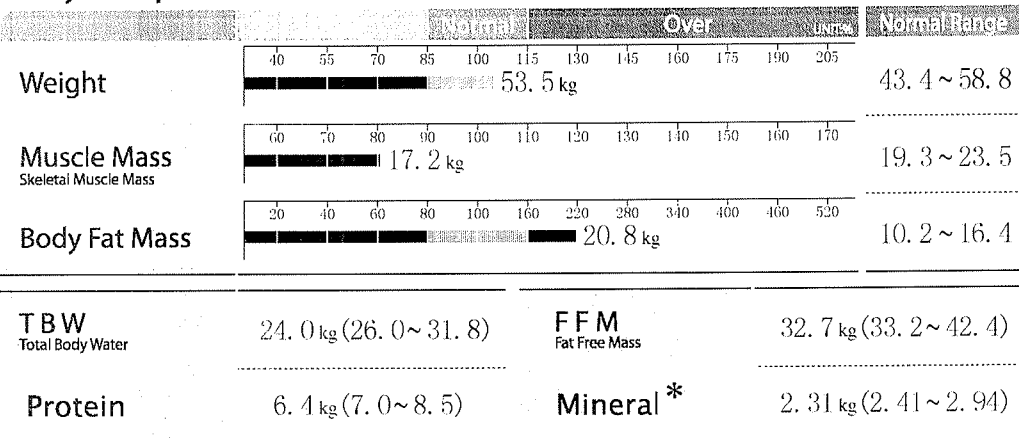 Normal Over UNIT:% Normal Range
40 55 70 85 100 115 130 145 160 175 190 205
Weight 53.5 kg 43.4~58.8
60 70 80 90 100 110 120 130 140 150 160 170
Muscle Mass 17.2 kg 19.3~23.5
Skeletal Muscle Mass
20 40 60 80 100 160 220 280 340 400 460 520
Body Fat Mass 20.8 kg 10.2~16.4
TBW 24.0 kg (26.0~31.8) FFM 32.7 kg (33.2~42.4)
Total Body Water Fat Free Mass
Protein 6.4 kg (7.0~8.5) Mineral* 2.31 kg (2.41~2.94)